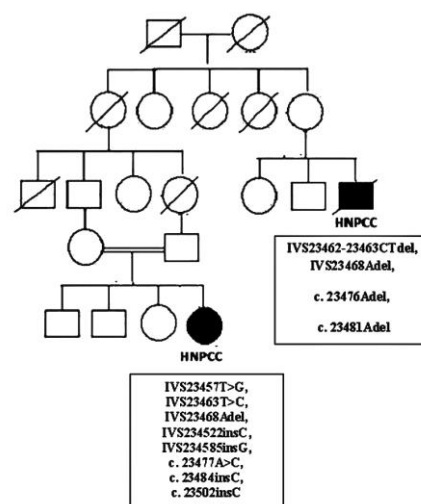 HNPCC
IVS23462-23463CTdel,
IVS23468Adel,
c. 23476Adel,
c. 23481Adel
HNPCC
IVS23457T>G,
IVS23463T>C,
IVS23468Adel,
IVS234522insC,
IVS234585insG,
c. 23477A>C,
c. 23484insC,
c. 23502insC